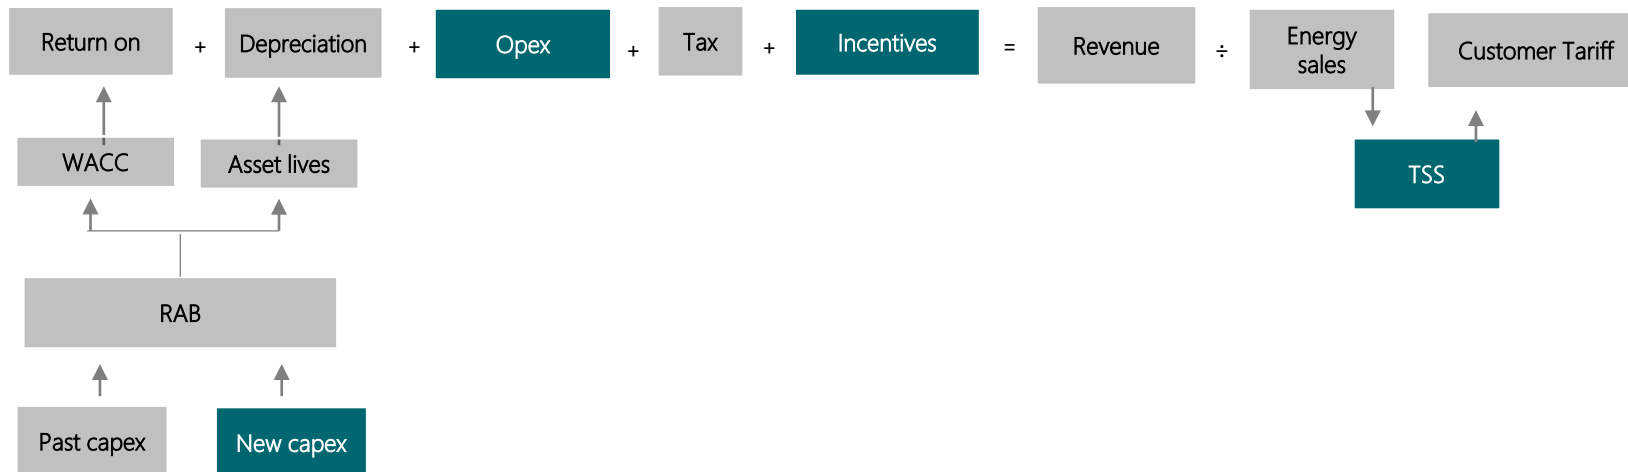 Return on + Depreciation + Opex + Tax + Incentives = Revenue ÷ Energy sales Customer Tariff
WACC
Asset lives
TSS
RAB
Past capex
New capex